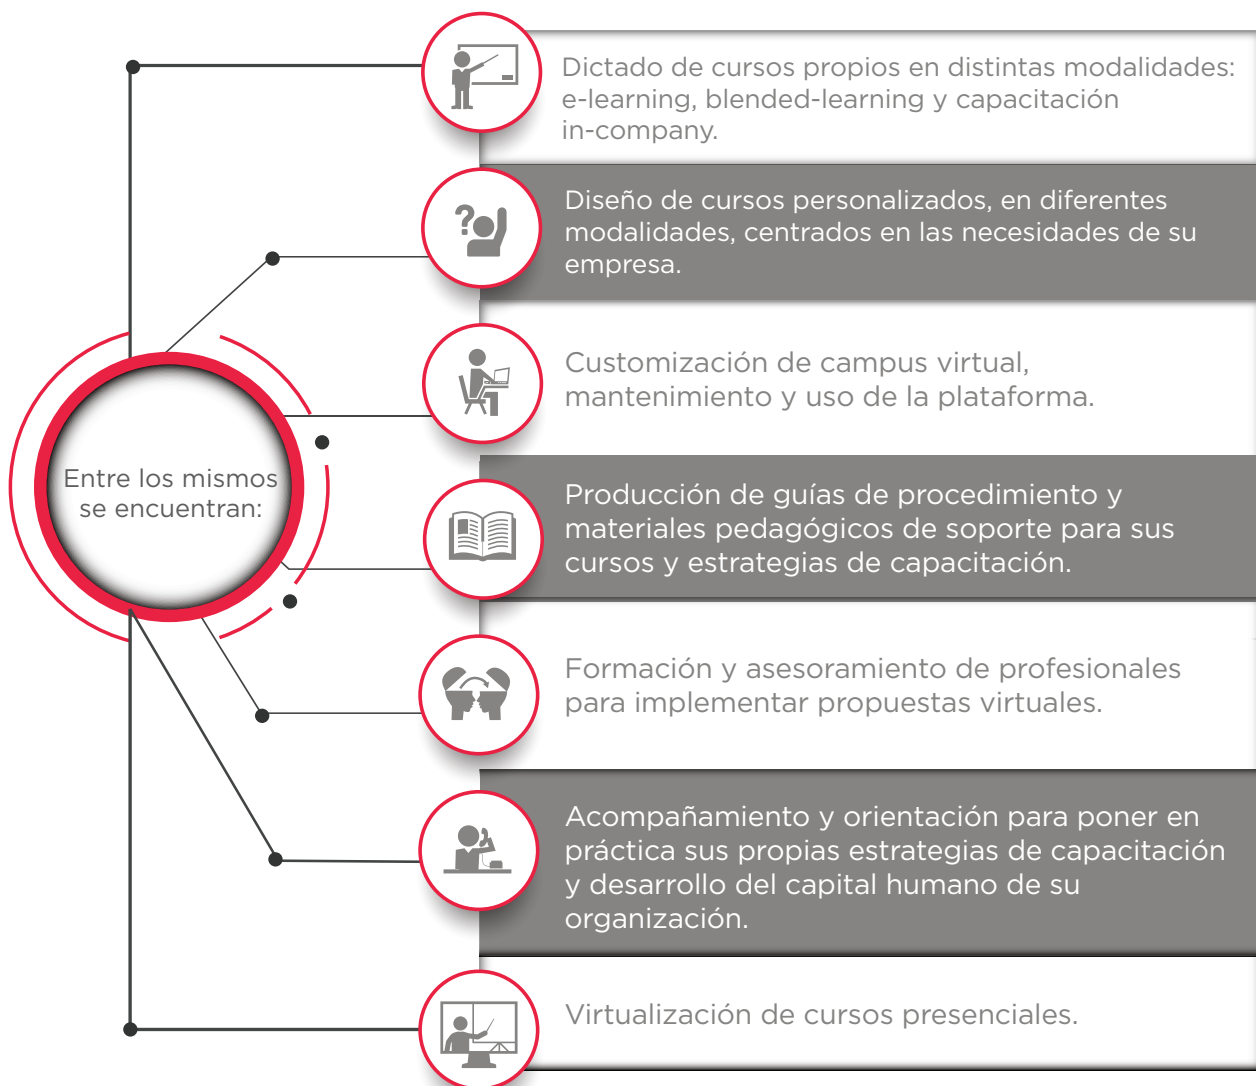 Dictado de cursos propios en distintas modalidades:
e-learning, blended-learning y capacitación
in-company.
Diseño de cursos personalizados, en diferentes
modalidades, centrados en las necesidades de su
empresa.
Customización de campus virtual,
mantenimiento y uso de la plataforma.
Entre los mismos
se encuentran:
Producción de guías de procedimiento y
materiales pedagógicos de soporte para sus
cursos y estrategias de capacitación.
Formación y asesoramiento de profesionales
para implementar propuestas virtuales.
Acompañamiento y orientación para poner en
práctica sus propias estrategias de capacitación
y desarrollo del capital humano de su
organización.
Virtualización de cursos presenciales.